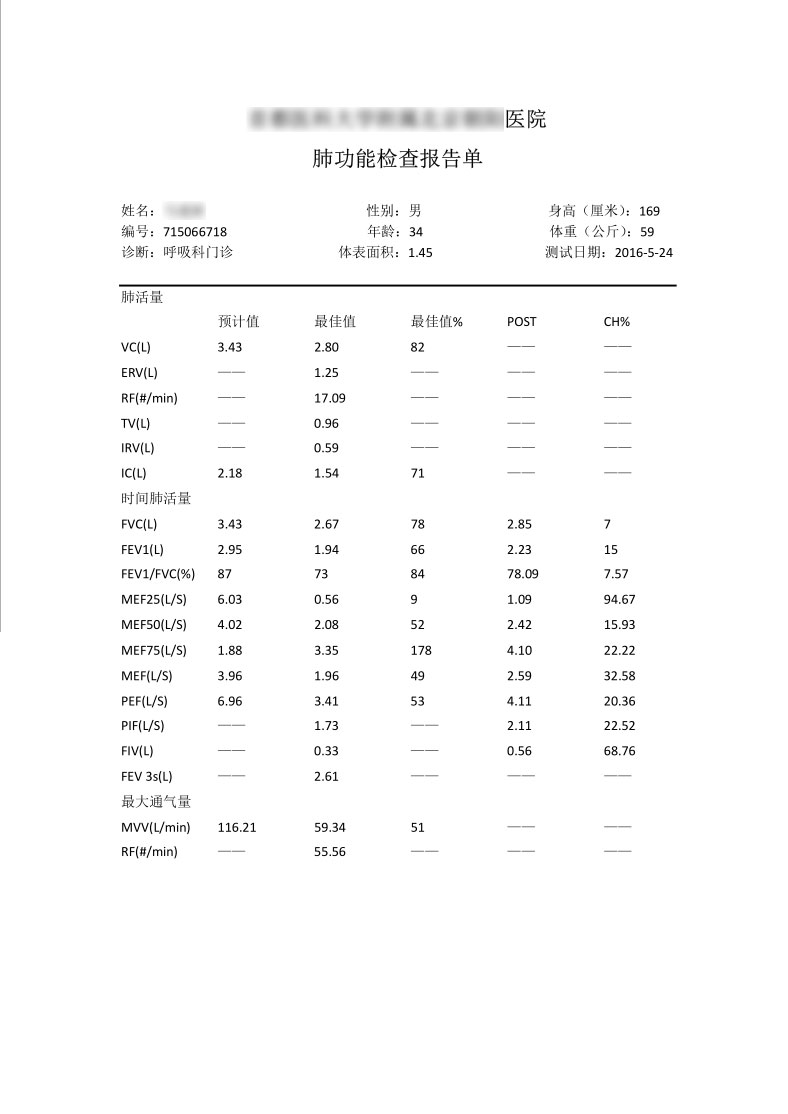 医院
肺功能检查报告单
姓名： 性别：男 身高（厘米）：169
编号：715066718 年龄：34 体重（公斤）：59
诊断：呼吸科门诊 体表面积：1.45 测试日期：2016-5-24
肺活量
预计值 最佳值 最佳值% POST CH%
VC(L) 3.43 2.80 82 —— ——
ERV(L) —— 1.25 —— —— ——
RF(#/min) —— 17.09 —— —— ——
TV(L) —— 0.96 —— —— ——
IRV(L) —— 0.59 —— —— ——
IC(L) 2.18 1.54 71 —— ——
时间肺活量
FVC(L) 3.43 2.67 78 2.85 7
FEV1(L) 2.95 1.94 66 2.23 15
FEV1/FVC(%) 87 73 84 78.09 7.57
MEF25(L/S) 6.03 0.56 9 1.09 94.67
MEF50(L/S) 4.02 2.08 52 2.42 15.93
MEF75(L/S) 1.88 3.35 178 4.10 22.22
MEF(L/S) 3.96 1.96 49 2.59 32.58
PEF(L/S) 6.96 3.41 53 4.11 20.36
PIF(L/S) —— 1.73 —— 2.11 22.52
FIV(L) —— 0.33 —— 0.56 68.76
FEV 3s(L) —— 2.61 —— —— ——
最大通气量
MVV(L/min) 116.21 59.34 51 —— ——
RF(#/min) —— 55.56 —— —— ——